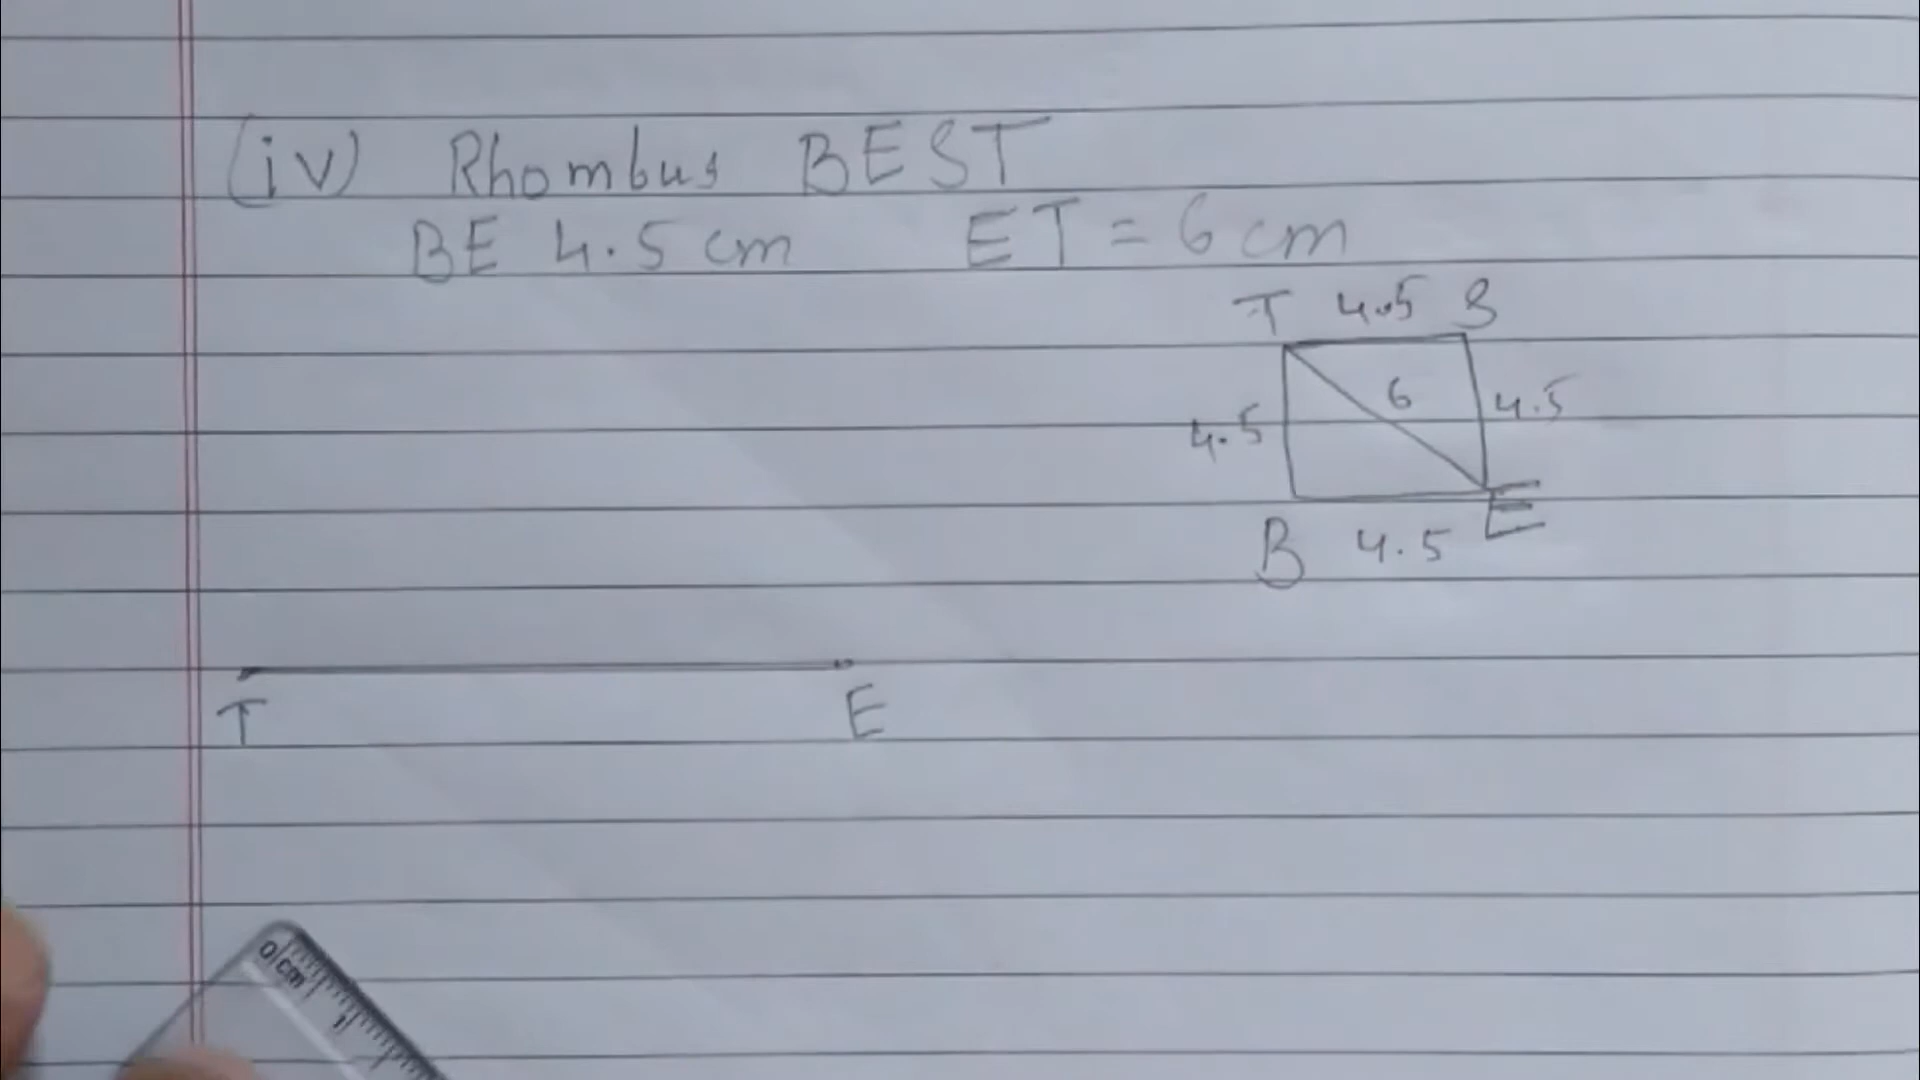 (iv) Rhombus BEST
BE 4.5 cm ET = 6 cm
T 4.5 S
6
4.5
4.5
B 4.5 E
T E
0 cm
1